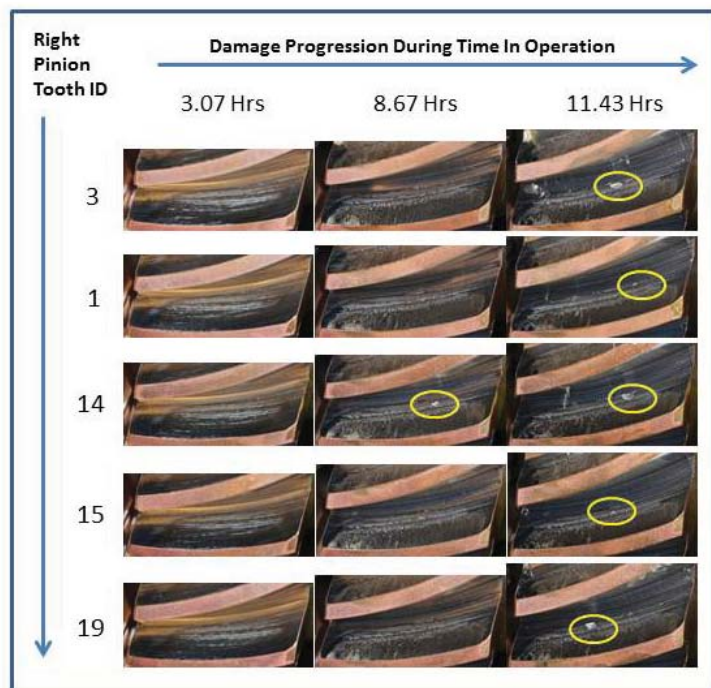 Right
Pinion
Tooth ID
Damage Progression During Time In Operation
3.07 Hrs
8.67 Hrs
11.43 Hrs
3
1
14
15
19